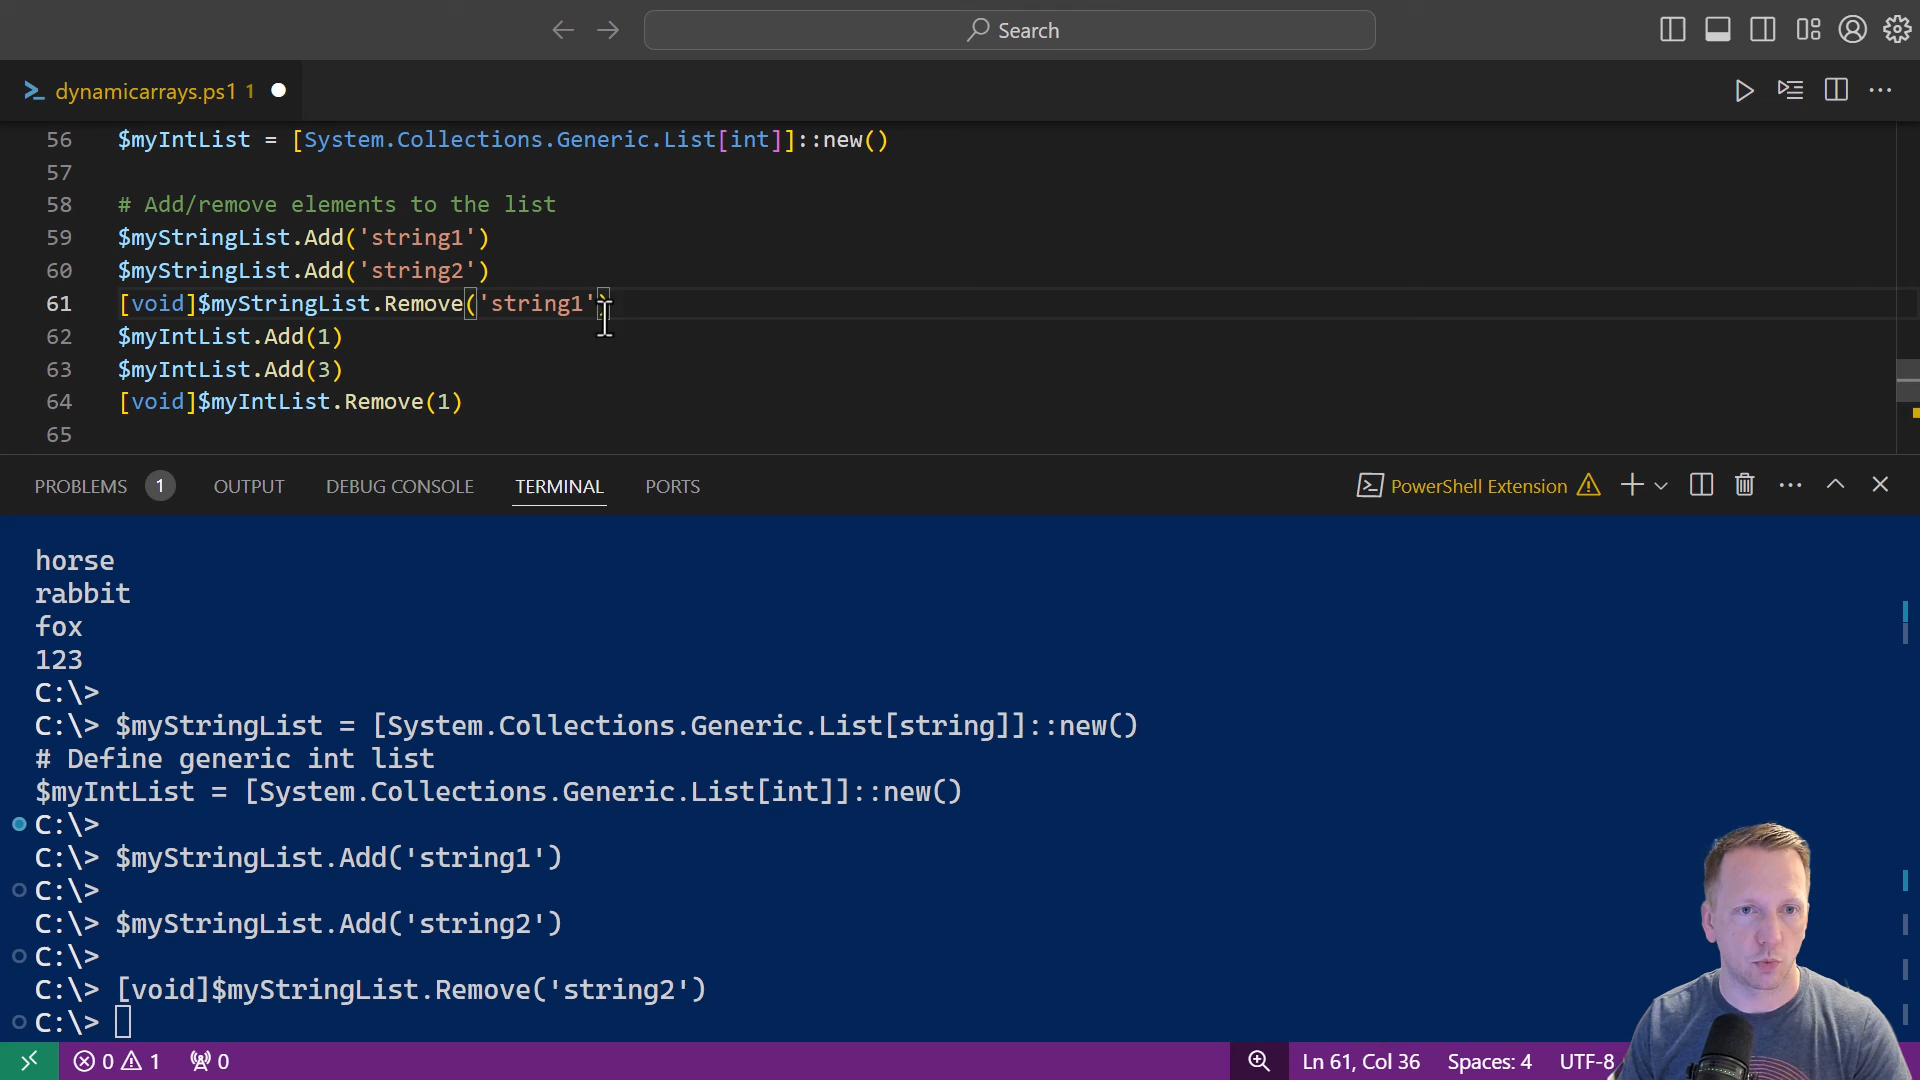 Search
dynamicarrays.ps1 1
56 $myIntList = [System.Collections.Generic.List[int]]::new()
57
58 # Add/remove elements to the list
59 $myStringList.Add('string1')
60 $myStringList.Add('string2')
61 [void]$myStringList.Remove('string1')
62 $myIntList.Add(1)
63 $myIntList.Add(3)
64 [void]$myIntList.Remove(1)
65
PROBLEMS 1 OUTPUT DEBUG CONSOLE TERMINAL PORTS PowerShell Extension
horse
rabbit
fox
123
C:\>
C:\> $myStringList = [System.Collections.Generic.List[string]]::new()
# Define generic int list
$myIntList = [System.Collections.Generic.List[int]]::new()
C:\>
C:\> $myStringList.Add('string1')
C:\>
C:\> $myStringList.Add('string2')
C:\>
C:\> [void]$myStringList.Remove('string2')
C:\>
0 1 0 Ln 61, Col 36 Spaces: 4 UTF-8